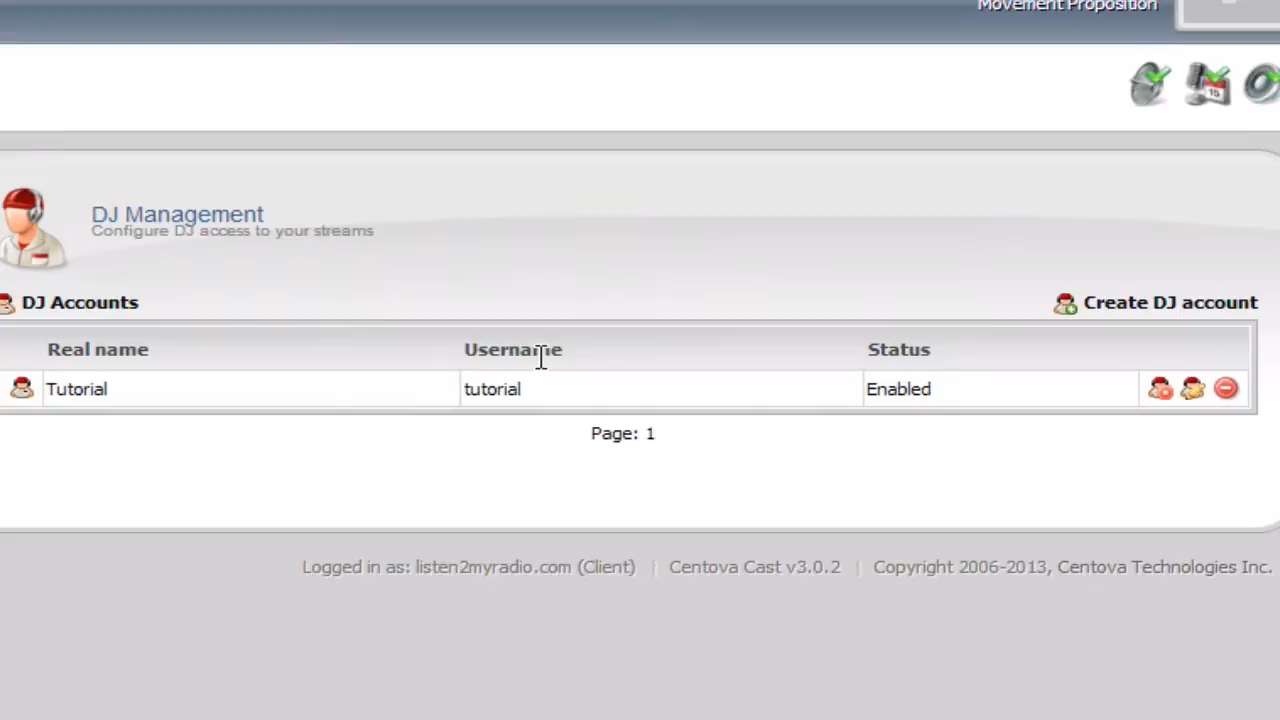 Movement Proposition
15
DJ Management
Configure DJ access to your streams
DJ Accounts
Create DJ account
Real name Username Status
Tutorial tutorial Enabled
Page: 1
Logged in as: listen2myradio.com (Client) | Centova Cast v3.0.2 | Copyright 2006-2013, Centova Technologies Inc.